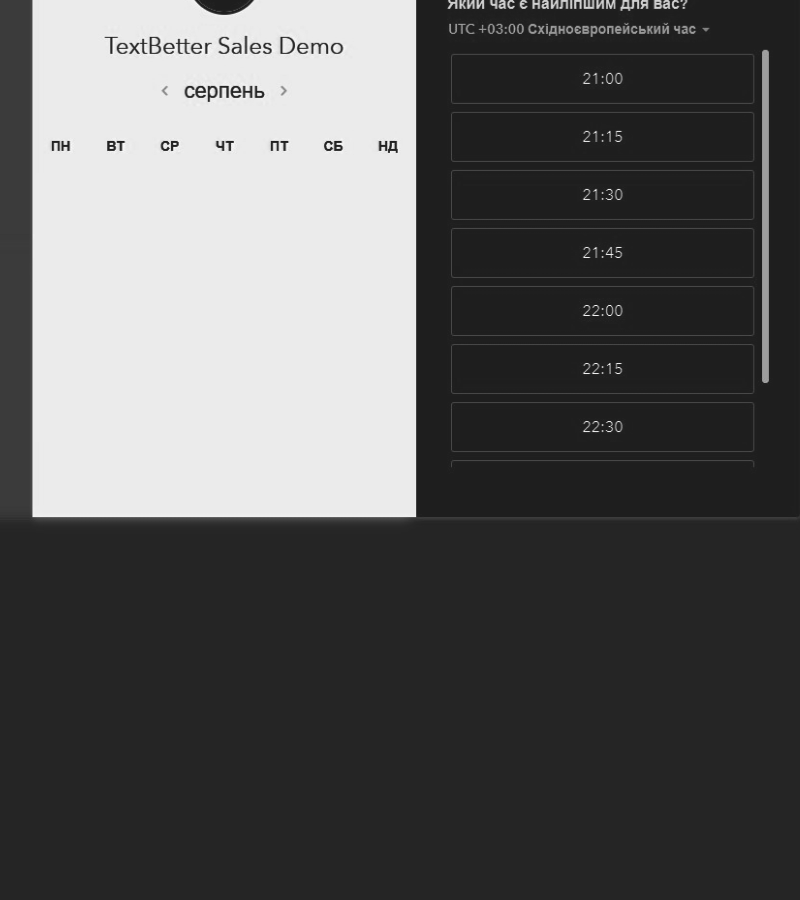 TextBetter Sales Demo
серпень
ПН ВТ СР ЧТ ПТ СБ НД
Який час є найліпшим для вас?
UTC +03:00 Східноєвропейський час
21:00
21:15
21:30
21:45
22:00
22:15
22:30